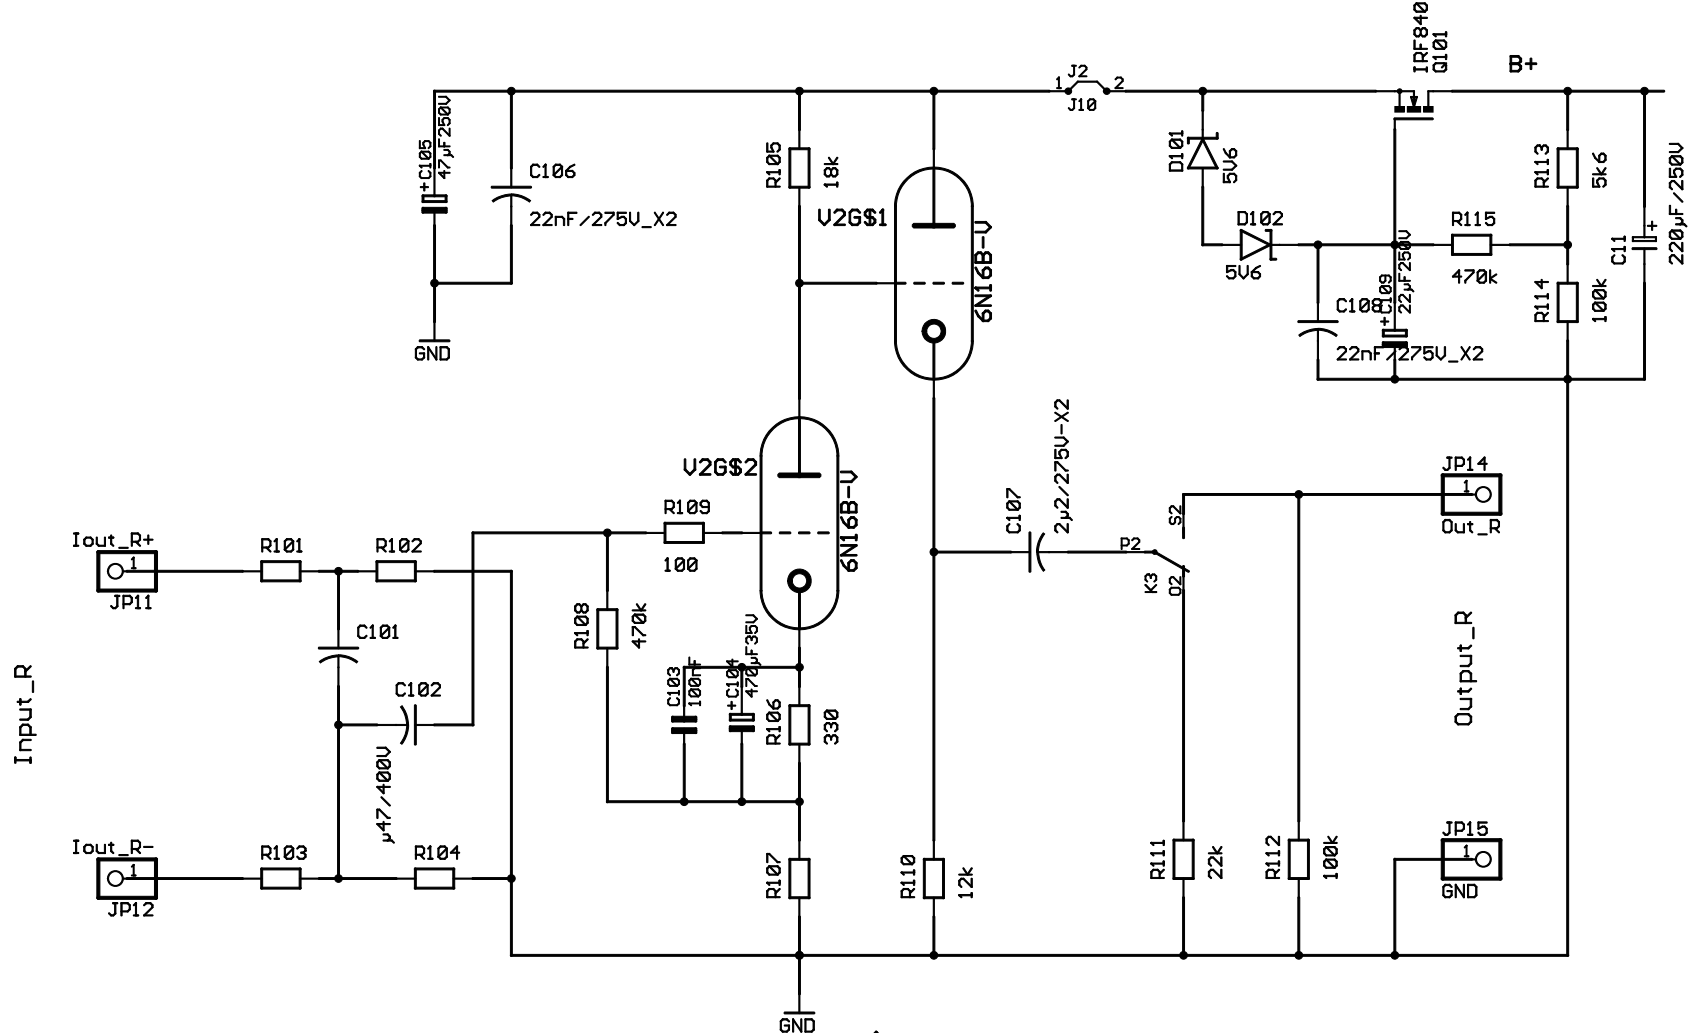 IRF840
Q101
B+
1
J2
2
J10
C105
47µF250V
+
C106
22nF/275V_X2
GND
R105
18k
V2G$1
6N16B-V
D101
5V6
D102
5V6
R113
5k6
R115
470k
C11
+
220µF/250V
C109
22µF250V
+
C108
22nF/275V_X2
R114
100k
V2G$2
6N16B-V
R109
100
C107
2µ2/275V-X2
P2
S2
K3
O2
JP14
1
Out_R
Iout_R+
1
JP11
R101
R102
C101
C102
µ47/400V
R108
470k
C103
100nF
C104
470µF35V
+
R106
330
Input_R
Output_R
Iout_R-
1
JP12
R103
R104
R107
R110
12k
R111
22k
R112
100k
JP15
1
GND
GND